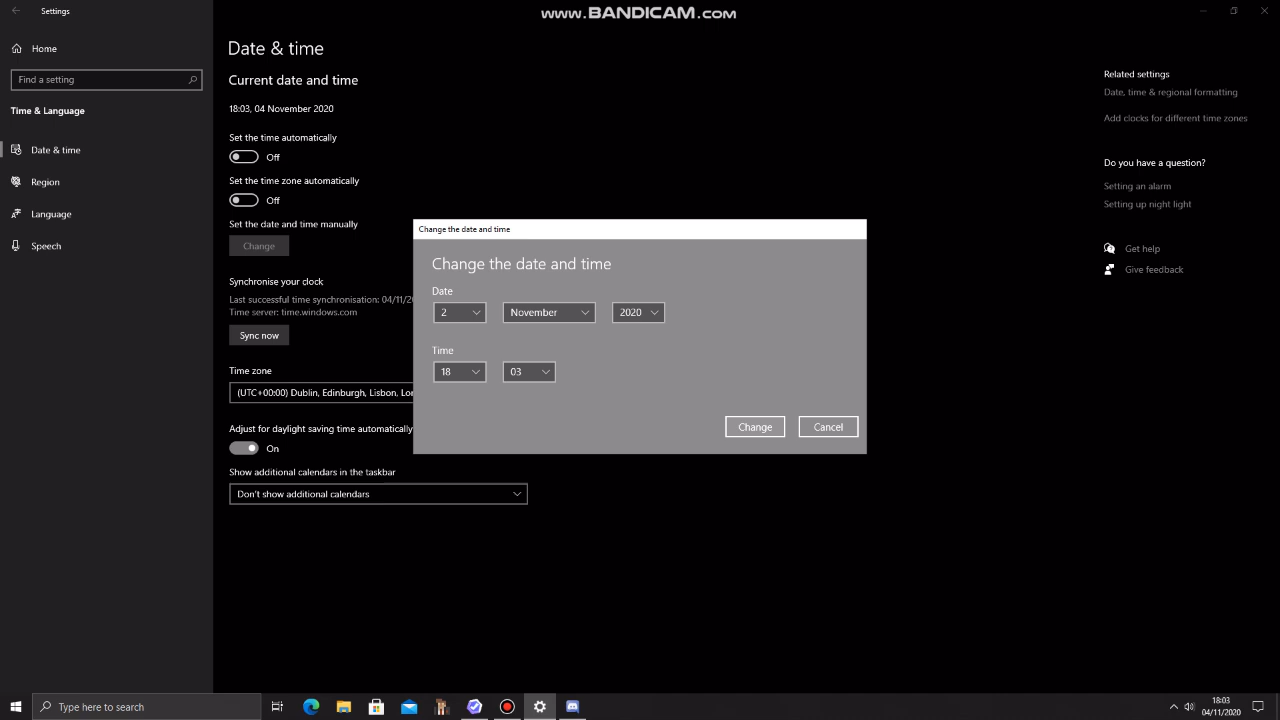 Settings
www.BANDICAM.com
Home
Find a setting
Time & Language
Date & time
Region
Language
Speech
Date & time
Current date and time
18:03, 04 November 2020
Set the time automatically
Off
Set the time zone automatically
Off
Set the date and time manually
Change
Synchronise your clock
Last successful time synchronisation: 04/11/2
Time server: time.windows.com
Sync now
Time zone
(UTC+00:00) Dublin, Edinburgh, Lisbon, Lon
Adjust for daylight saving time automatically
On
Show additional calendars in the taskbar
Don't show additional calendars
Change the date and time
Change the date and time
Date
2 November 2020
Time
18 03
Change Cancel
Related settings
Date, time & regional formatting
Add clocks for different time zones
Do you have a question?
Setting an alarm
Setting up night light
Get help
Give feedback
Type here to search
18:03
04/11/2020